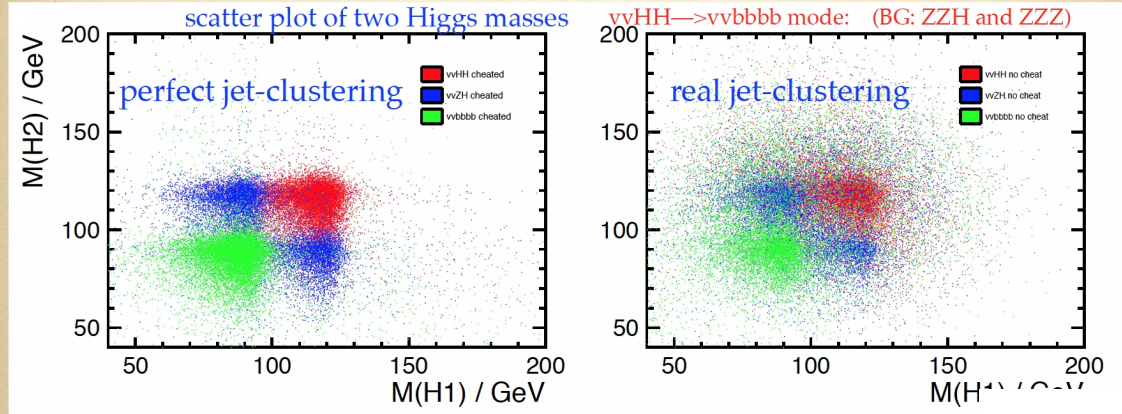 scatter plot of two Higgs masses
vvHH—>vvbbbb mode: (BG: ZZH and ZZZ)
M(H2) / GeV
200
150
100
50
perfect jet-clustering
vvHH cheated
vvZH cheated
vvbbbb cheated
50 100 150 200
M(H1) / GeV
200
150
100
50
real jet-clustering
vvHH no cheat
vvZH no cheat
vvbbbb no cheat
50 100 150 200